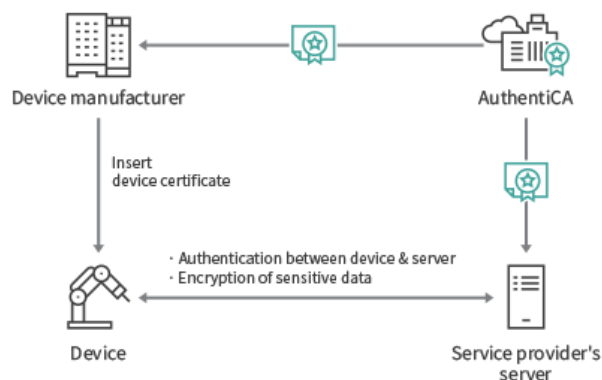 Device manufacturer
AuthentiCA
Insert
device certificate
· Authentication between device & server
· Encryption of sensitive data
Device
Service provider's
server